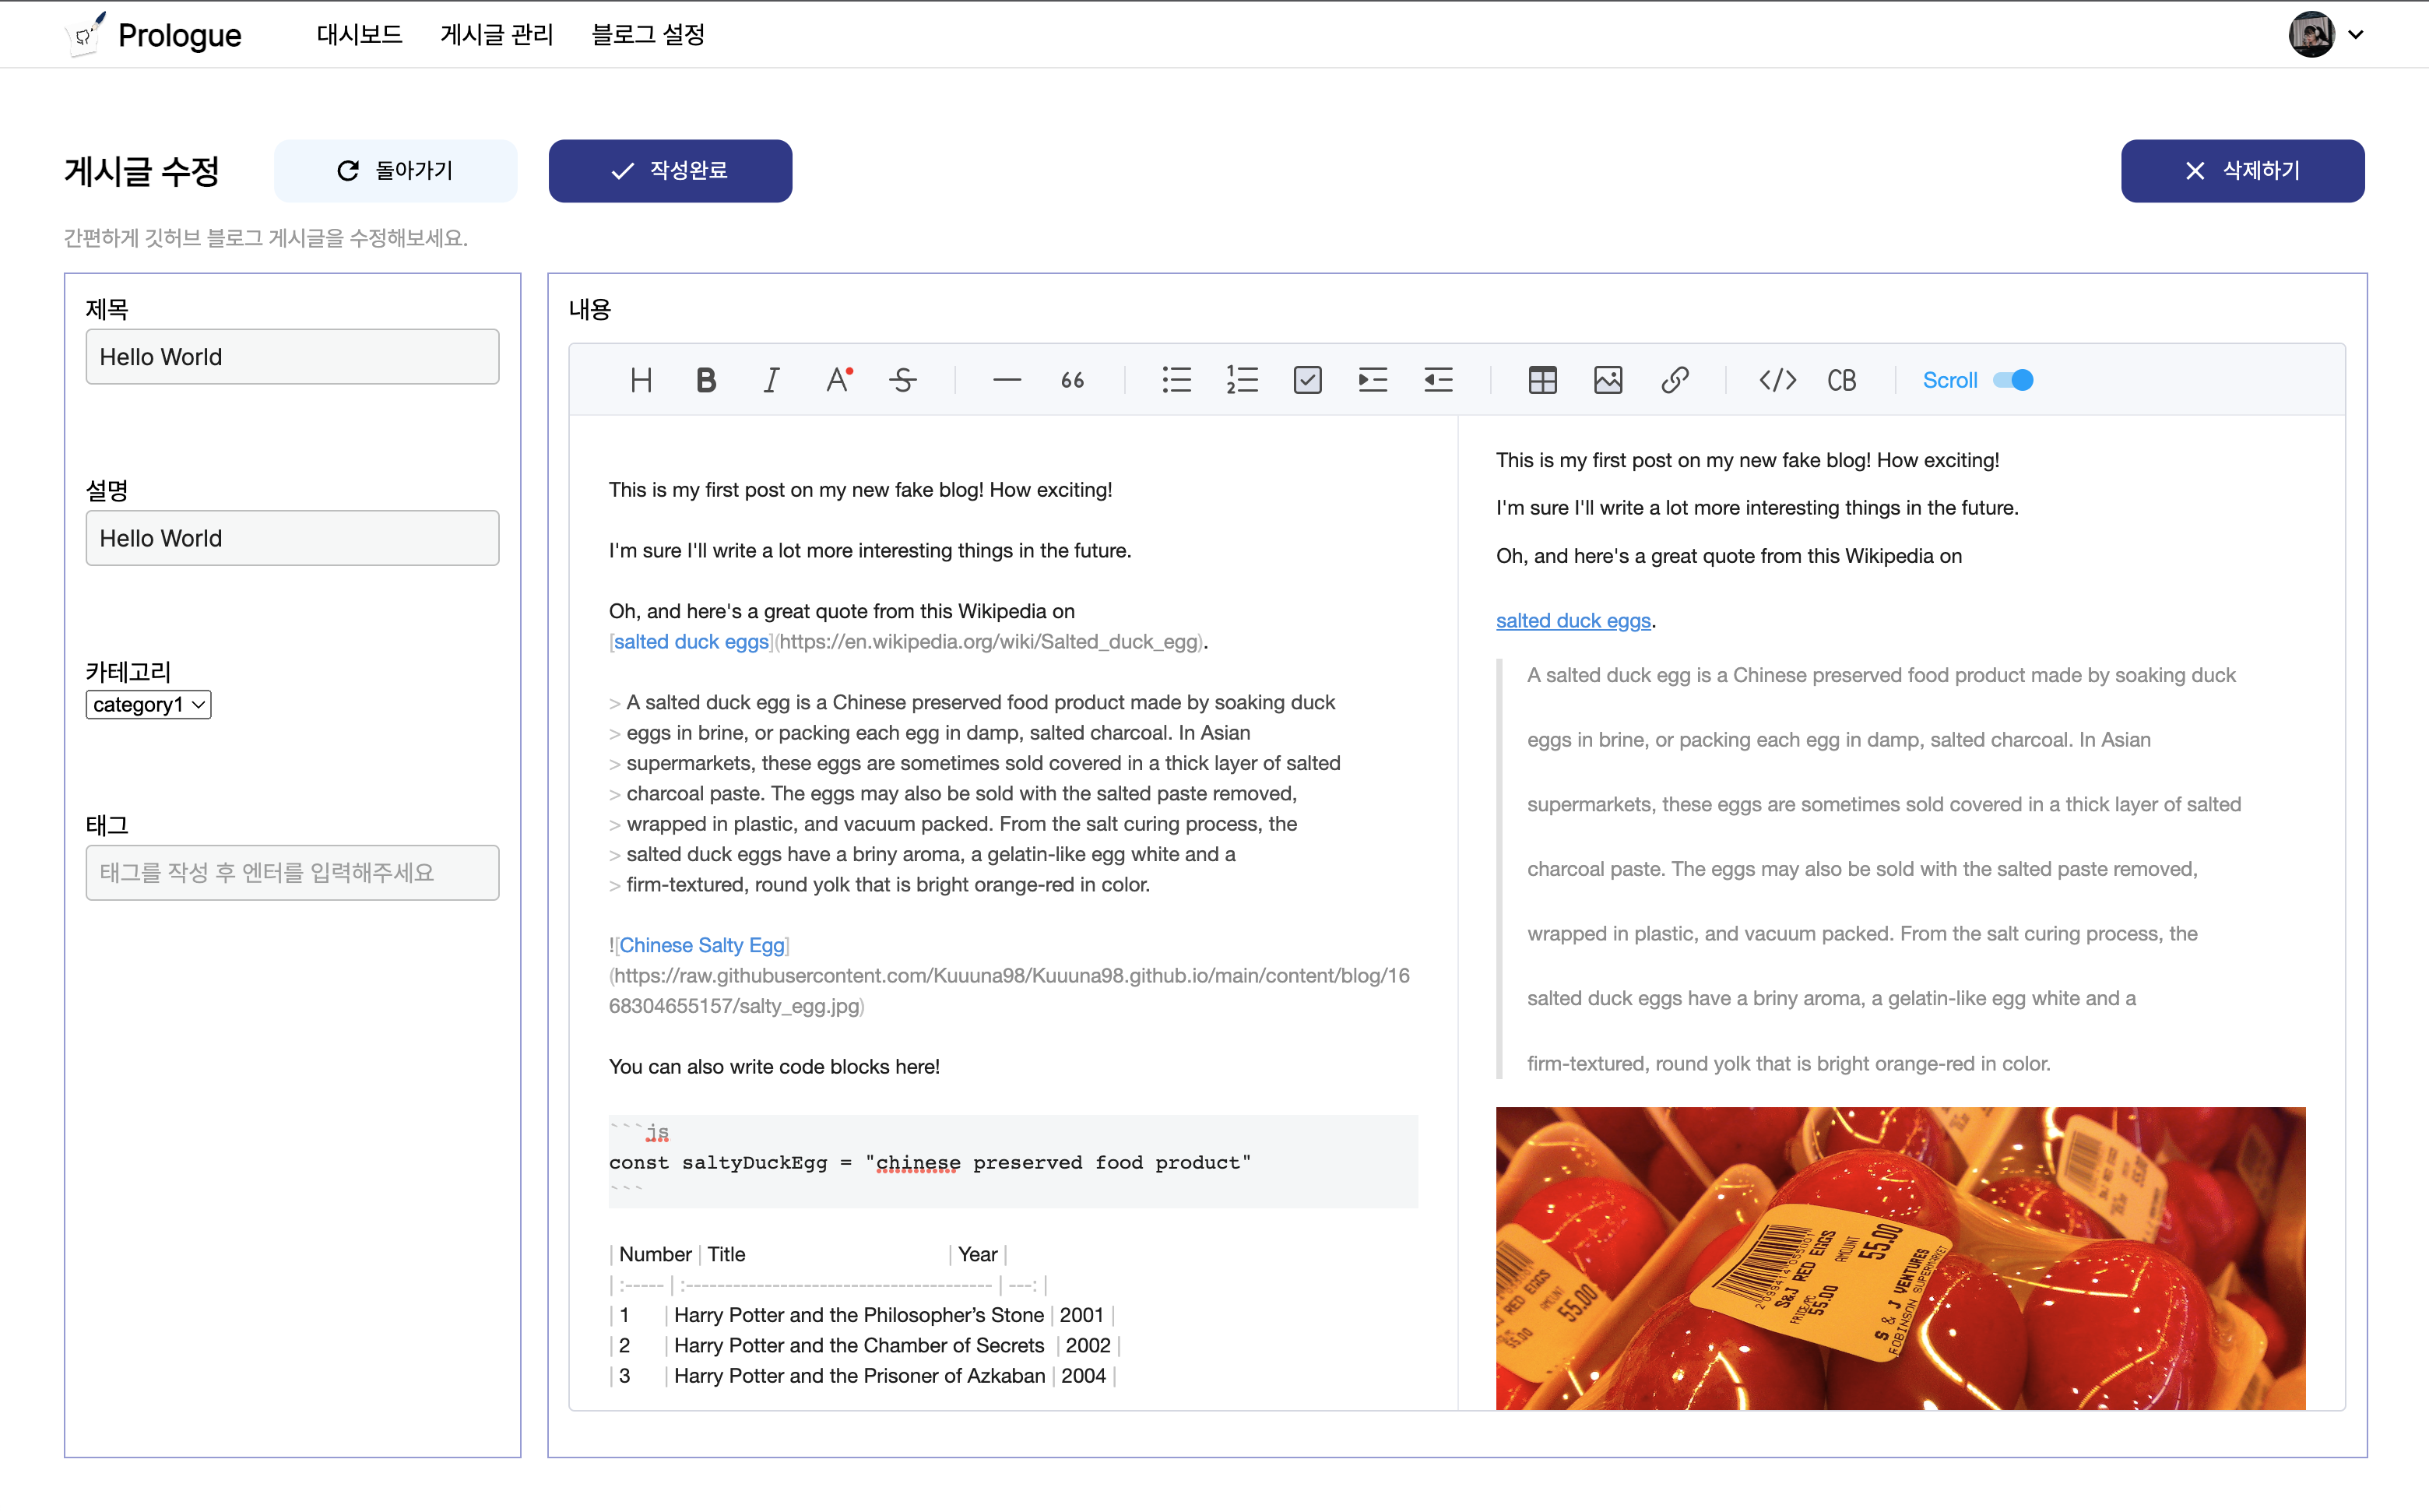 Prologue
대시보드
게시글 관리
블로그 설정
게시글 수정
돌아가기
작성완료
삭제하기
간편하게 깃허브 블로그 게시글을 수정해보세요.
제목
Hello World
설명
Hello World
카테고리
category1
태그
태그를 작성 후 엔터를 입력해주세요
내용
H B I A S — 66 </> CB Scroll
This is my first post on my new fake blog! How exciting!
I'm sure I'll write a lot more interesting things in the future.
Oh, and here's a great quote from this Wikipedia on
[salted duck eggs](https://en.wikipedia.org/wiki/Salted_duck_egg).
> A salted duck egg is a Chinese preserved food product made by soaking duck
> eggs in brine, or packing each egg in damp, salted charcoal. In Asian
> supermarkets, these eggs are sometimes sold covered in a thick layer of salted
> charcoal paste. The eggs may also be sold with the salted paste removed,
> wrapped in plastic, and vacuum packed. From the salt curing process, the
> salted duck eggs have a briny aroma, a gelatin-like egg white and a
> firm-textured, round yolk that is bright orange-red in color.
![Chinese Salty Egg]
(https://raw.githubusercontent.com/Kuuuna98/Kuuuna98.github.io/main/content/blog/16
68304655157/salty_egg.jpg)
You can also write code blocks here!
```js
const saltyDuckEgg = "chinese preserved food product"
```
| Number | Title | Year |
| :----- | :--------------------------------------- | ---: |
| 1 | Harry Potter and the Philosopher’s Stone | 2001 |
| 2 | Harry Potter and the Chamber of Secrets | 2002 |
| 3 | Harry Potter and the Prisoner of Azkaban | 2004 |
This is my first post on my new fake blog! How exciting!
I'm sure I'll write a lot more interesting things in the future.
Oh, and here's a great quote from this Wikipedia on
salted duck eggs.
A salted duck egg is a Chinese preserved food product made by soaking duck
eggs in brine, or packing each egg in damp, salted charcoal. In Asian
supermarkets, these eggs are sometimes sold covered in a thick layer of salted
charcoal paste. The eggs may also be sold with the salted paste removed,
wrapped in plastic, and vacuum packed. From the salt curing process, the
salted duck eggs have a briny aroma, a gelatin-like egg white and a
firm-textured, round yolk that is bright orange-red in color.
S&J RED EGGS
PRICE/PC
55.00
AMOUNT
55.00
S & J VENTURES
RED EGGS
55.00
55.00